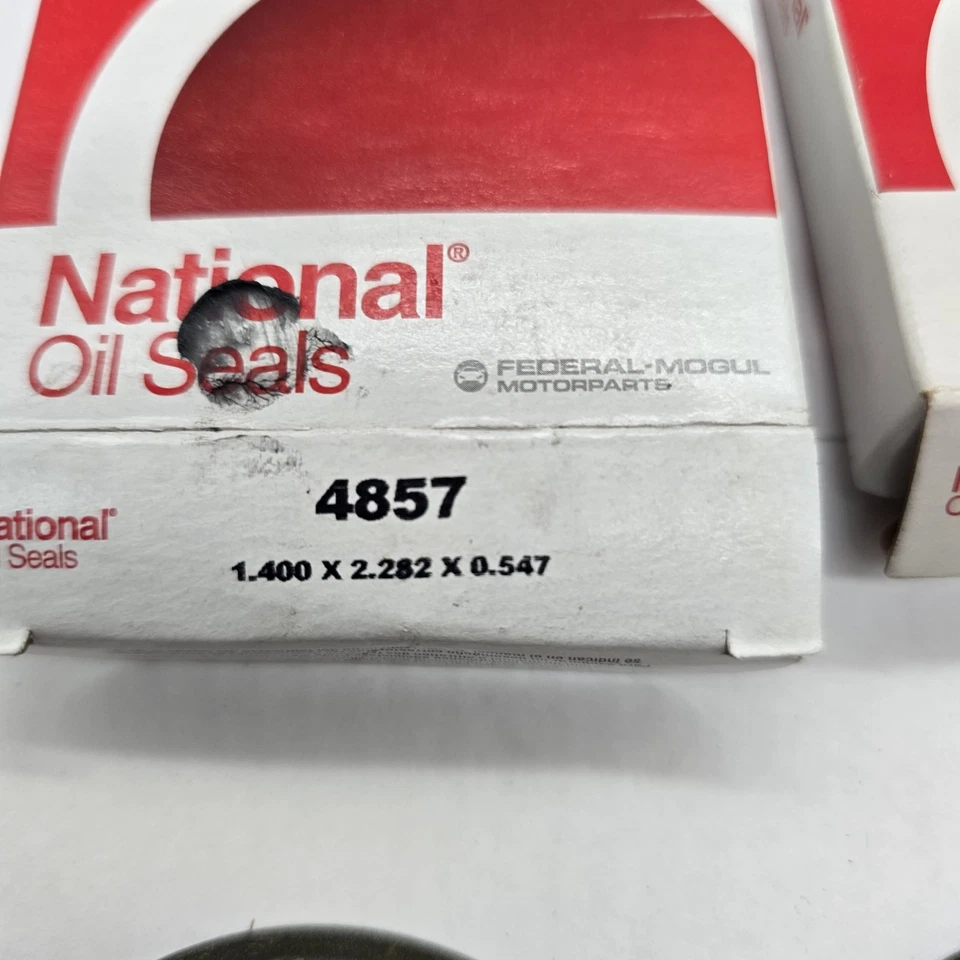 National®
Oil Seals
FEDERAL-MOGUL
MOTORPARTS
4857
ational®
Seals
1.400 X 2.282 X 0.547